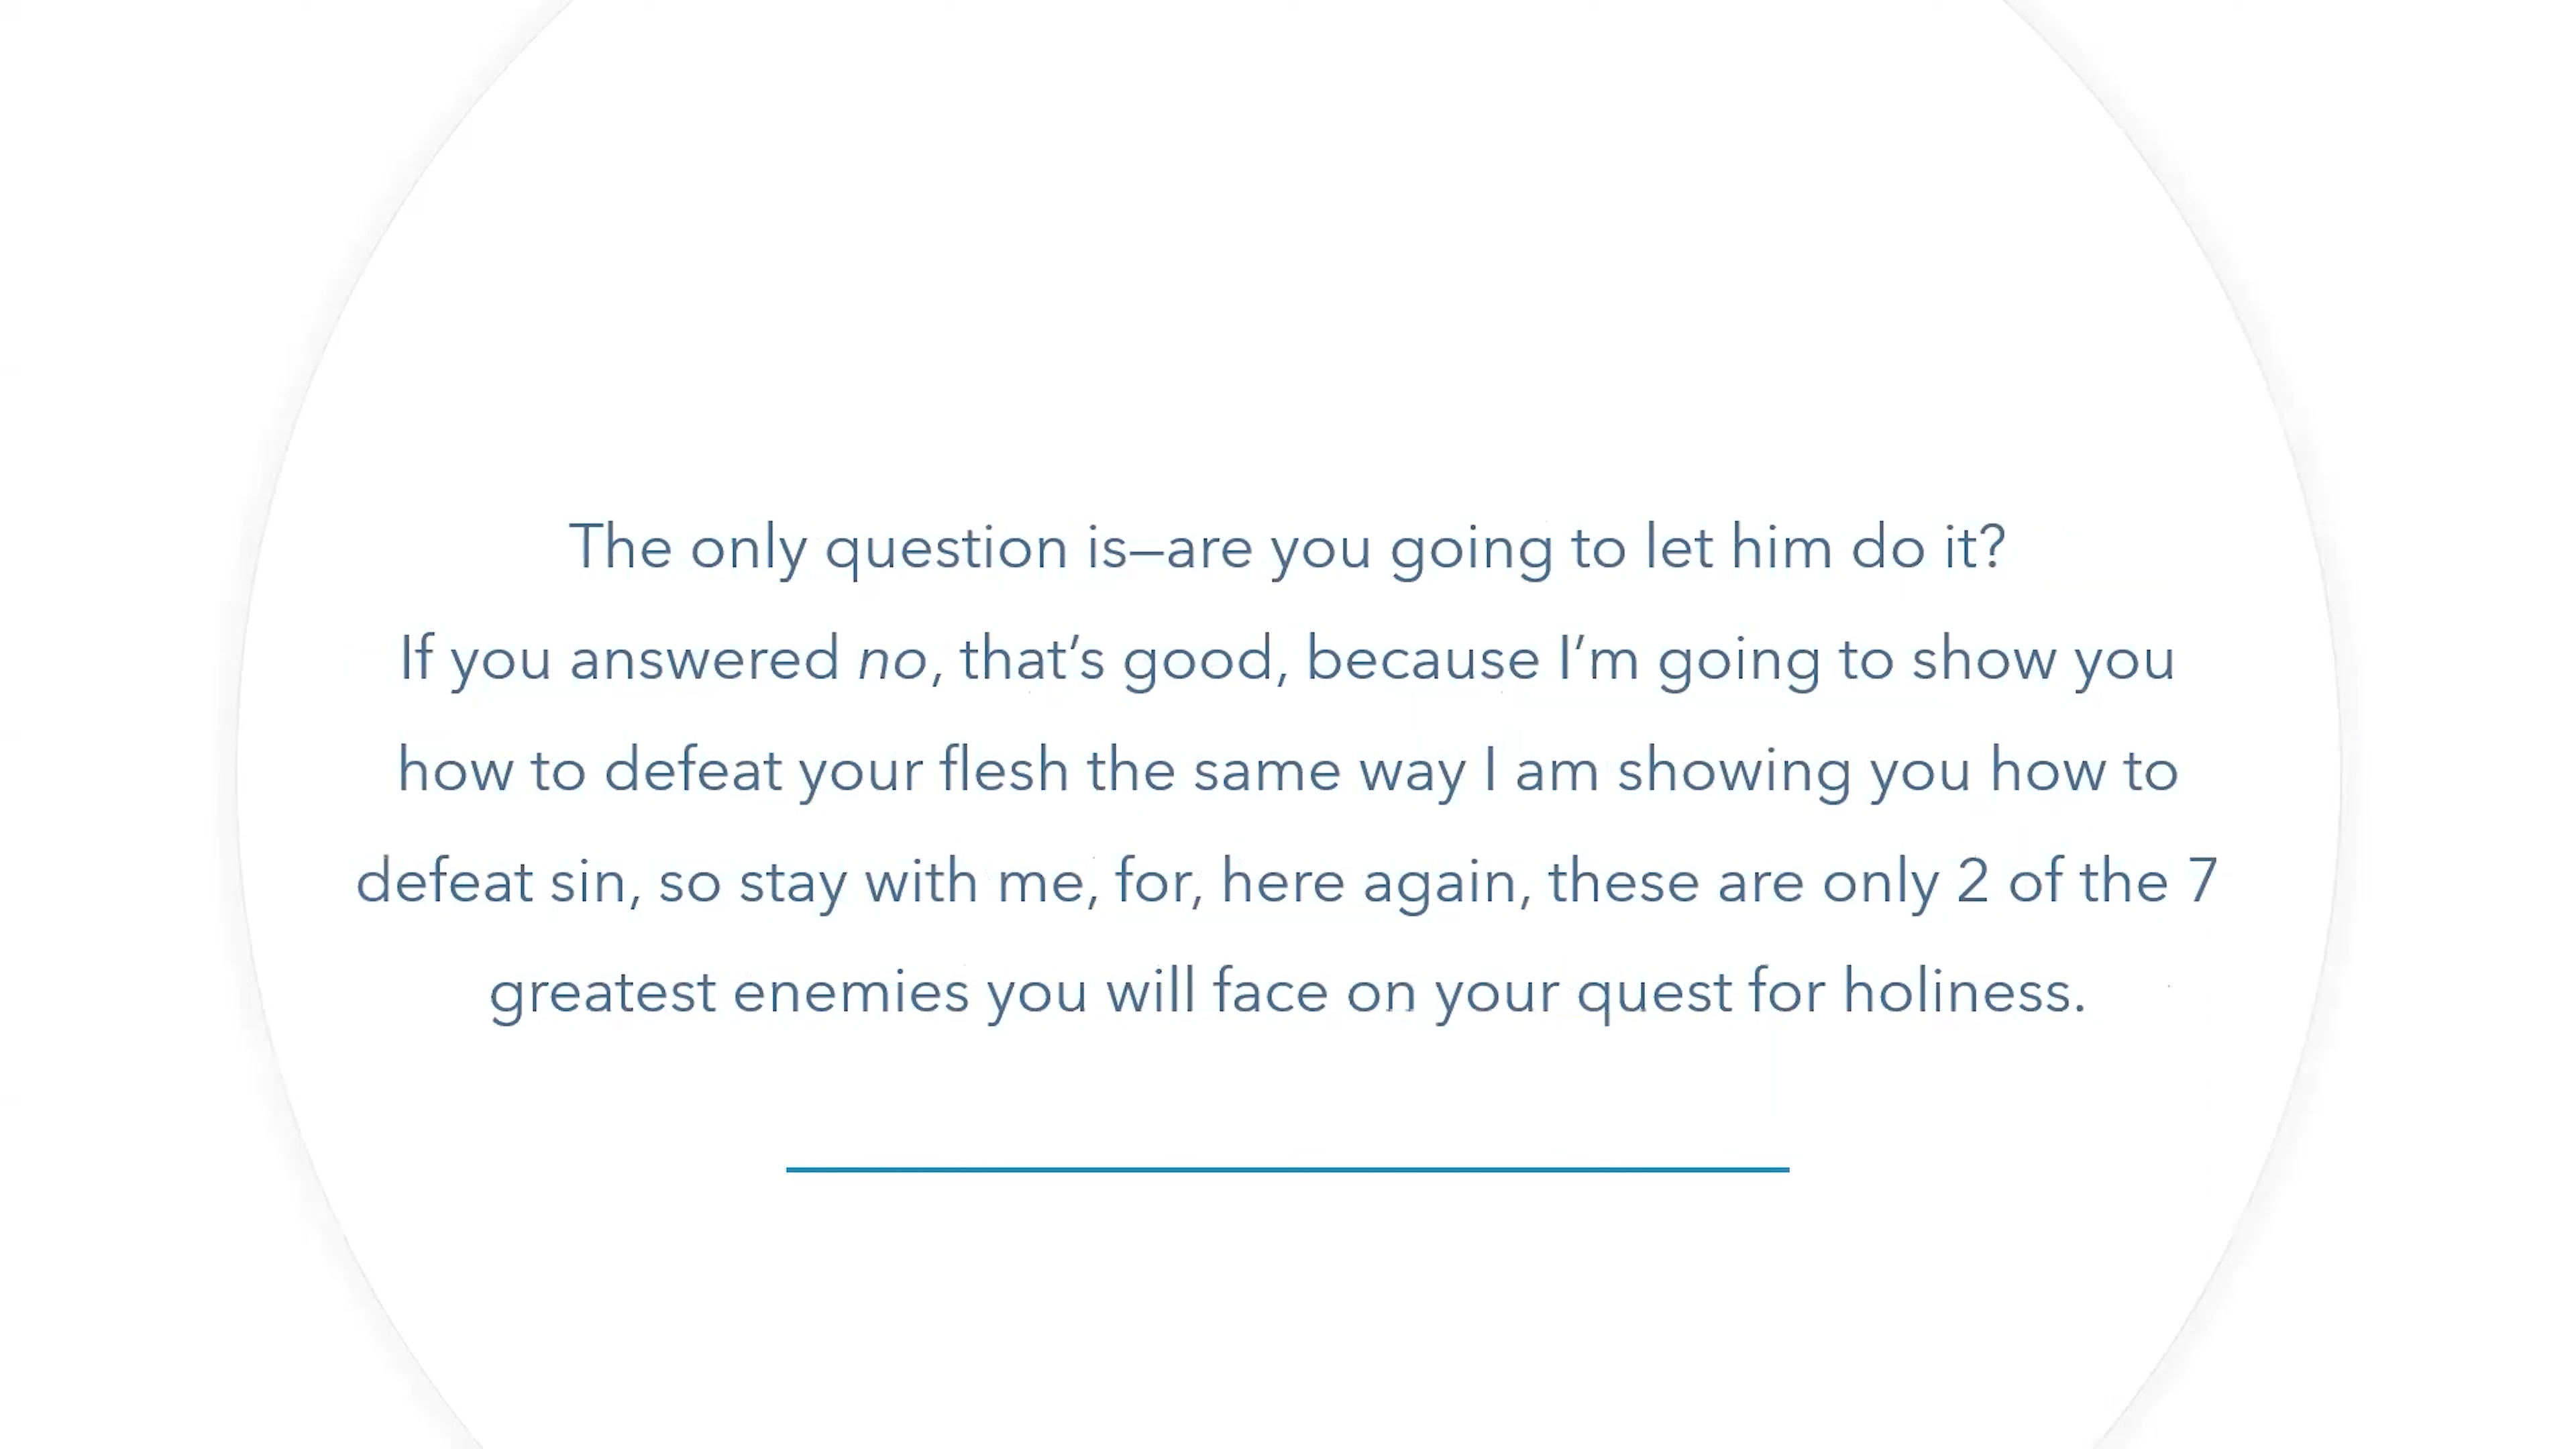 The only question is—are you going to let him do it?
If you answered no, that’s good, because I’m going to show you
how to defeat your flesh the same way I am showing you how to
defeat sin, so stay with me, for, here again, these are only 2 of the 7
greatest enemies you will face on your quest for holiness.